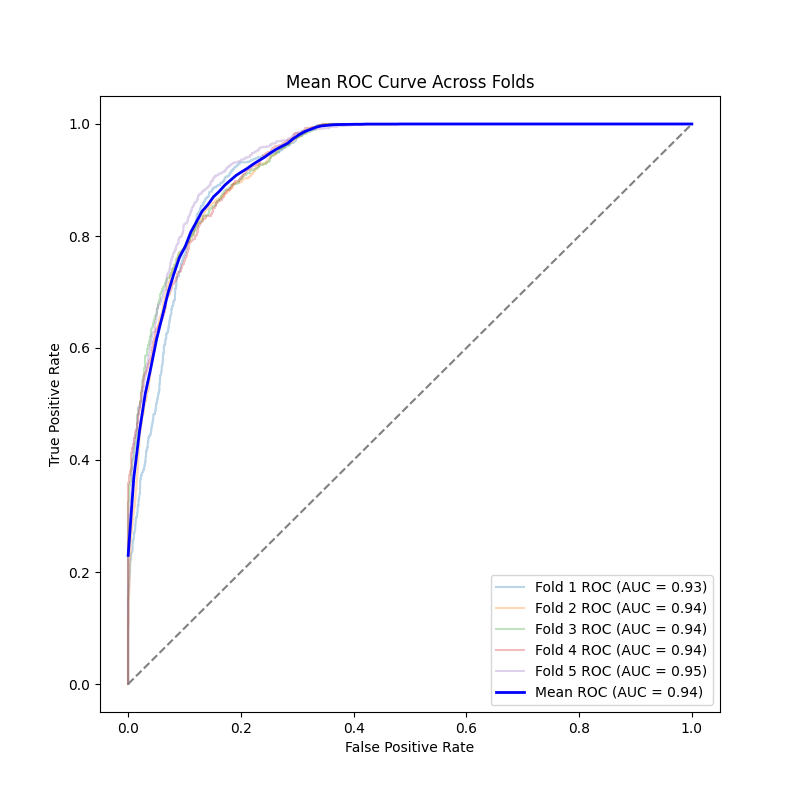 Mean ROC Curve Across Folds
True Positive Rate
1.0
0.8
0.6
0.4
0.2
0.0
0.0 0.2 0.4 0.6 0.8 1.0
False Positive Rate
Fold 1 ROC (AUC = 0.93)
Fold 2 ROC (AUC = 0.94)
Fold 3 ROC (AUC = 0.94)
Fold 4 ROC (AUC = 0.94)
Fold 5 ROC (AUC = 0.95)
Mean ROC (AUC = 0.94)